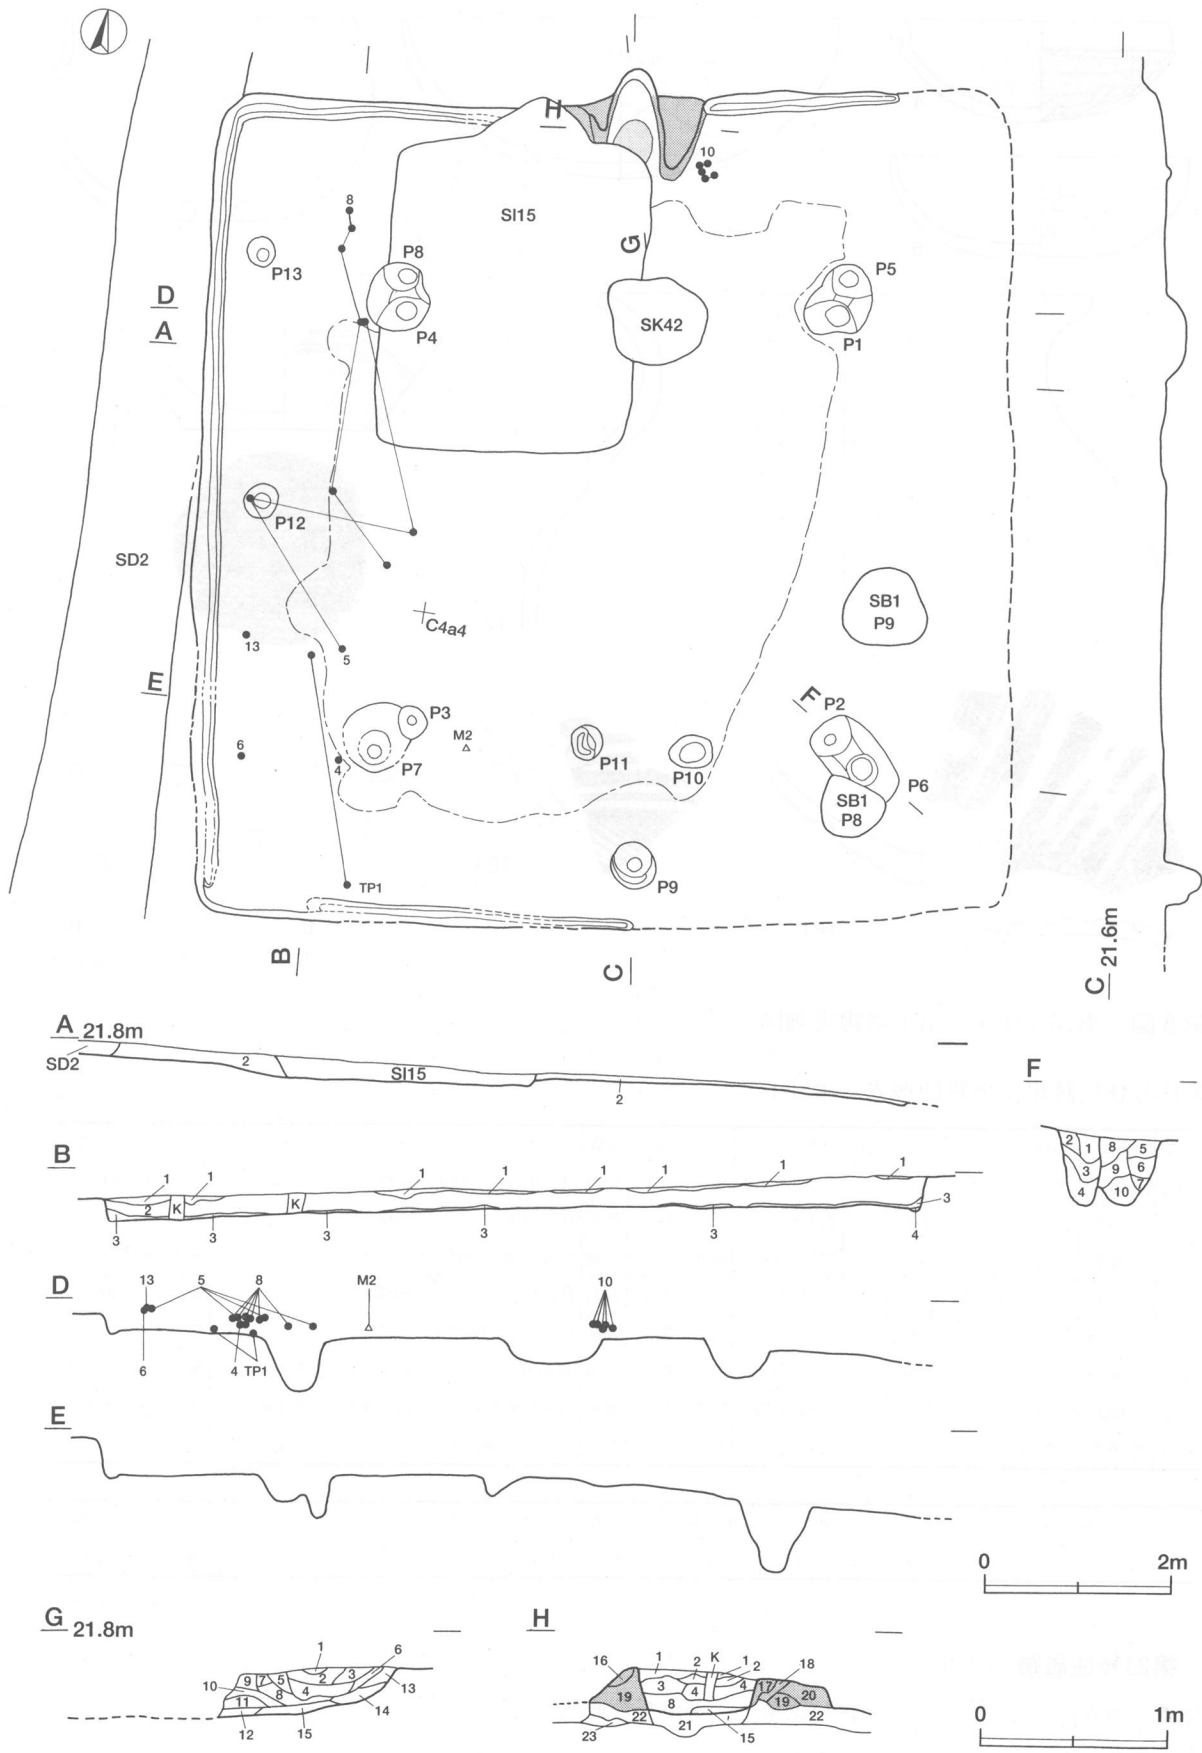 H
10
8
SI15
G
P13
P8
P5
D
A
SK42
P4
P1
P12
SD2
C4a4
SB1
P9
13
5
E
F
P2
P3
M2
6
4
P7
P11
P10
P6
SB1
P8
TP1
P9
B
C
C 21.6m
A 21.8m
SD2
2
SI15
2
F
2 1 8 5
3 9 6
4 10 7
B
1 1 1 1 1 1 1 1
2 K K 3
3 3 3 3 3 4
D
13 5 8 M2 10
6 4 TP1
E
0 2m
G 21.8m
1 6
9 7 5 2 3
10 8 4 13
11 14
12 15
H
16 1 2 K 1 2 18
3 4 4 17 20
19 8 19
22 22
23 21 15
0 1m